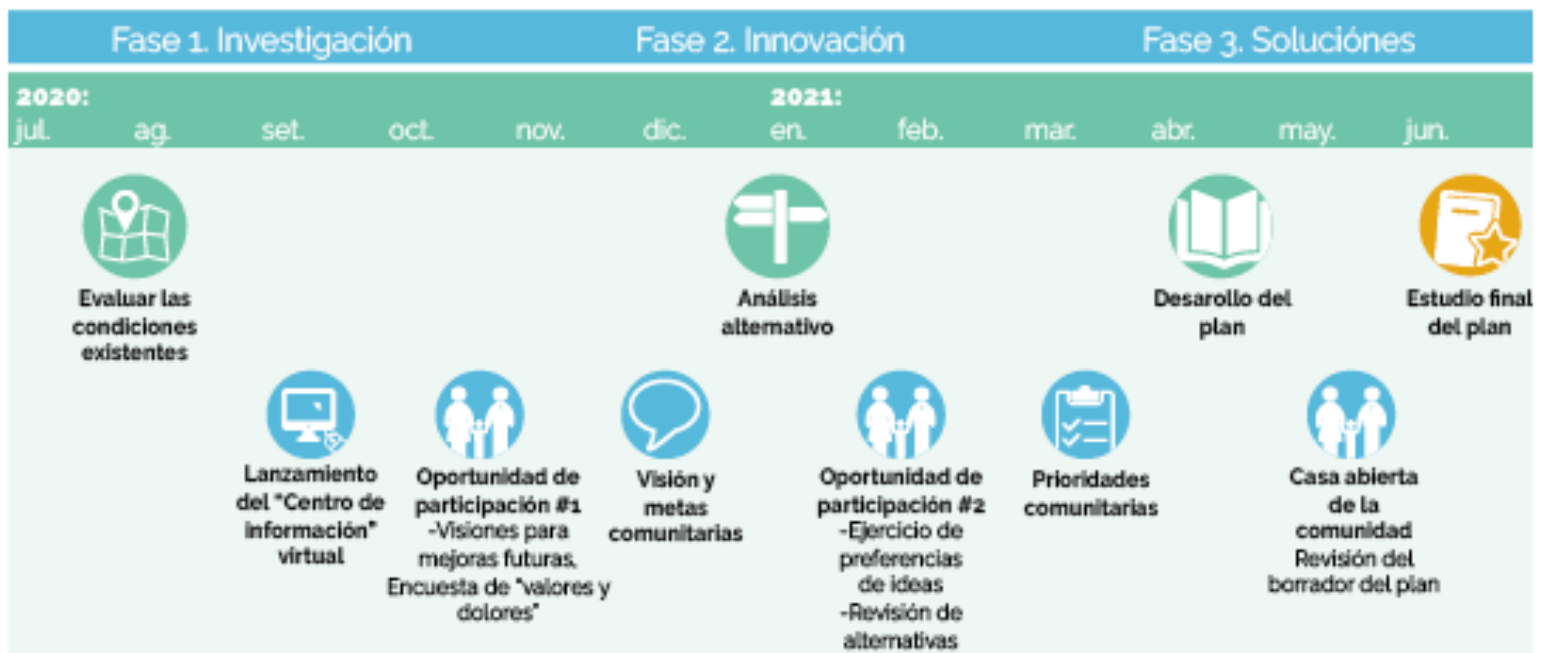 Fase 1. Investigación
Fase 2. Innovación
Fase 3. Soluciónes
2020:
2021:
jul.
ag.
set.
oct.
nov.
dic.
en.
feb.
mar.
abr.
may.
jun.
Evaluar las
condiciones
existentes
Análisis
alternativo
Desarollo del
plan
Estudio final
del plan
Lanzamiento
del "Centro de
información"
virtual
Oportunidad de
participación #1
-Visiones para
mejoras futuras,
Encuesta de "valores y
dolores"
Visión y
metas
comunitarias
Oportunidad de
participación #2
-Ejercicio de
preferencias
de ideas
-Revisión de
alternativas
Prioridades
comunitarias
Casa abierta
de la
comunidad
Revisión del
borrador del plan